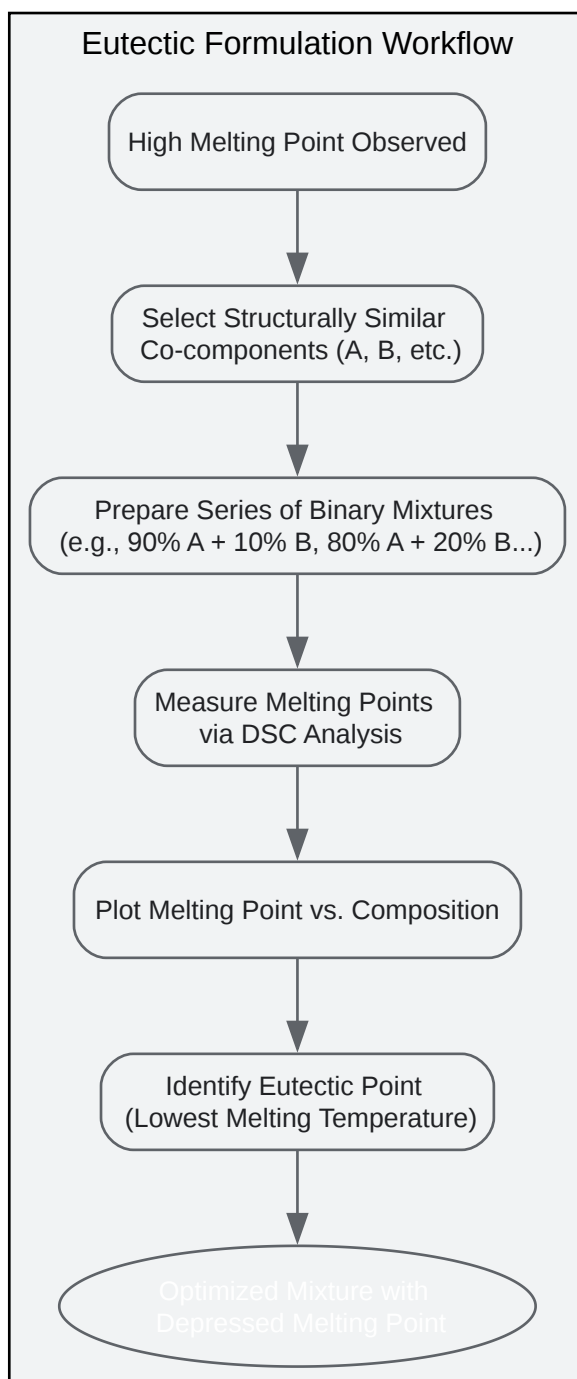 Eutectic Formulation Workflow
High Melting Point Observed
Select Structurally Similar
Co-components (A, B, etc.)
Prepare Series of Binary Mixtures
(e.g., 90% A + 10% B, 80% A + 20% B...)
Measure Melting Points
via DSC Analysis
Plot Melting Point vs. Composition
Identify Eutectic Point
(Lowest Melting Temperature)
Optimized Mixture with
Depressed Melting Point